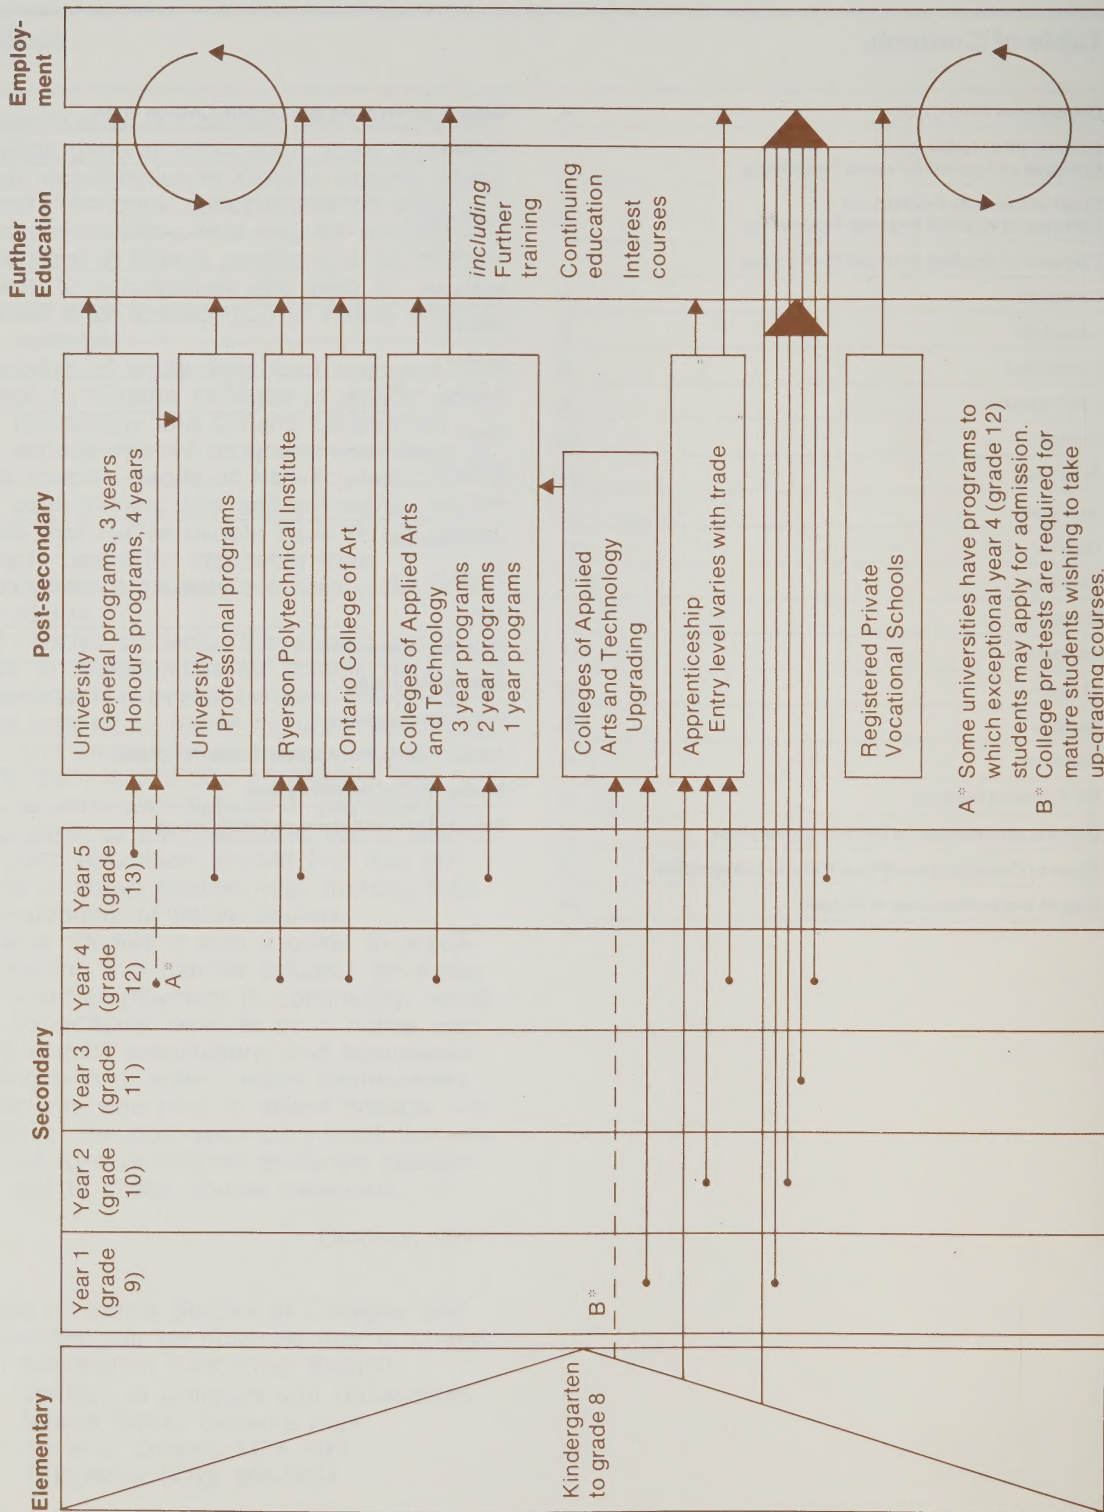 Elementary
Secondary
Post-secondary
Further
Education
Employ-
ment
Kindergarten
to grade 8
Year 1
(grade
9)
Year 2
(grade
10)
Year 3
(grade
11)
Year 4
(grade
12)
Year 5
(grade
13)
A*
B*
University
General programs, 3 years
Honours programs, 4 years
University
Professional programs
Ryerson Polytechnical Institute
Ontario College of Art
Colleges of Applied Arts
and Technology
3 year programs
2 year programs
1 year programs
Colleges of Applied
Arts and Technology
Upgrading
Apprenticeship
Entry level varies with trade
Registered Private
Vocational Schools
including
Further
training
Continuing
education
Interest
courses
A* Some universities have programs to
which exceptional year 4 (grade 12)
students may apply for admission.
B* College pre-tests are required for
mature students wishing to take
up-grading courses.